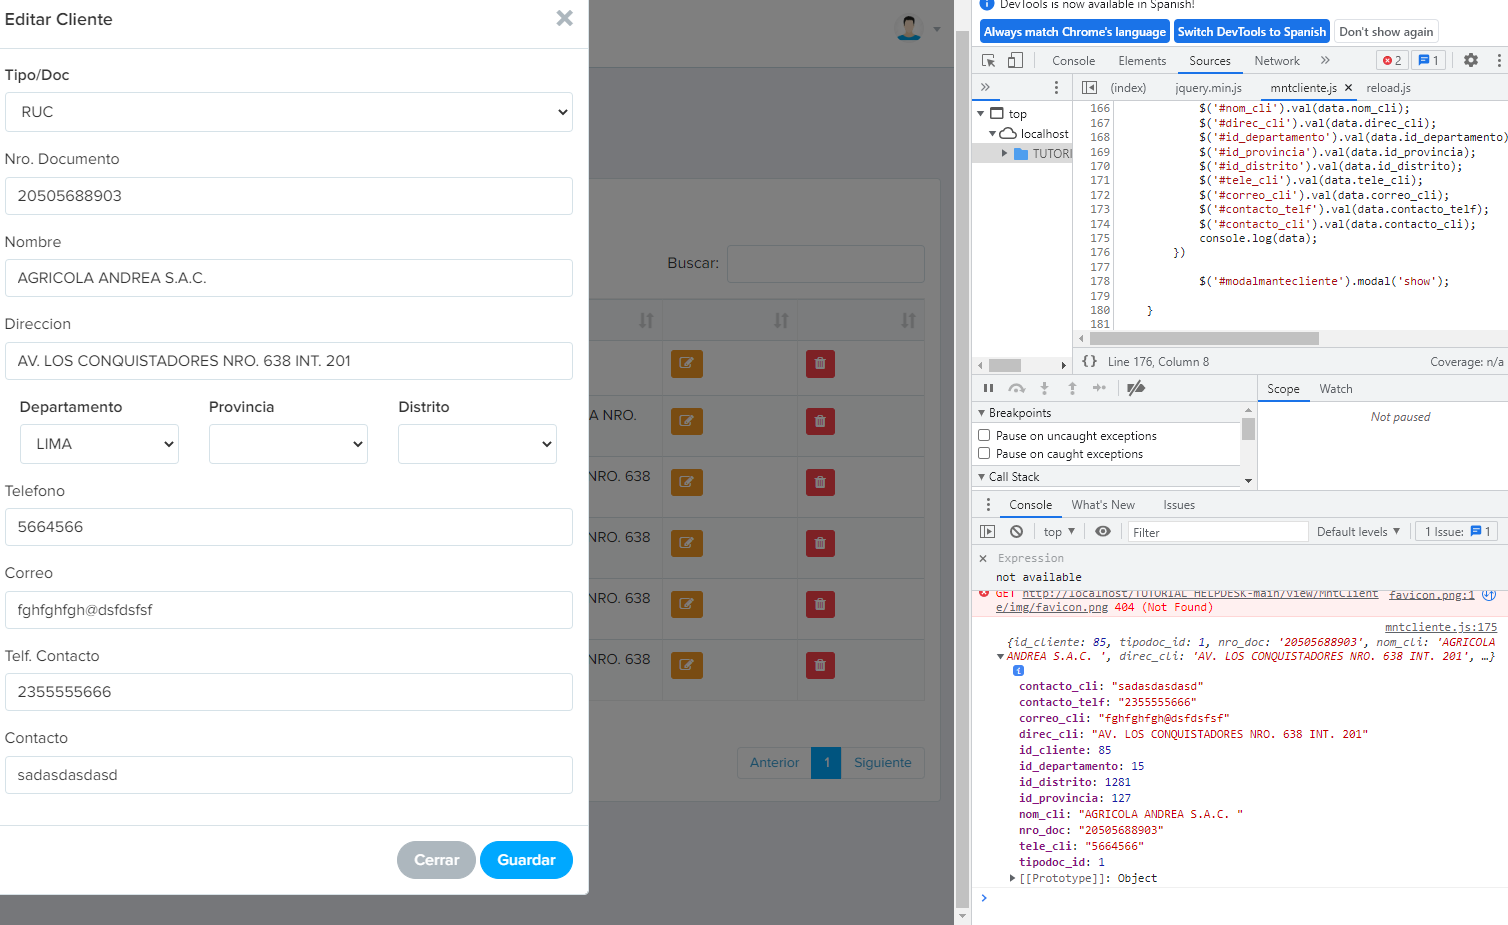 Editar Cliente
×
Tipo/Doc
RUC
Nro. Documento
20505688903
Nombre
AGRICOLA ANDREA S.A.C.
Direccion
AV. LOS CONQUISTADORES NRO. 638 INT. 201
Departamento Provincia Distrito
LIMA
Telefono
5664566
Correo
fghfghfgh@dsfdsfsf
Telf. Contacto
2355555666
Contacto
sadasdasdasd
Cerrar Guardar
Buscar:
A NRO.
NRO. 638
NRO. 638
NRO. 638
NRO. 638
Anterior 1 Siguiente
DevTools is now available in Spanish!
Always match Chrome's language Switch DevTools to Spanish Don't show again
Console Elements Sources Network » 2 1
» (index) jquery.min.js mntcliente.js × reload.js
top
localhost
TUTORI
166 $('#nom_cli').val(data.nom_cli);
167 $('#direc_cli').val(data.direc_cli);
168 $('#id_departamento').val(data.id_departamento)
169 $('#id_provincia').val(data.id_provincia);
170 $('#id_distrito').val(data.id_distrito);
171 $('#tele_cli').val(data.tele_cli);
172 $('#correo_cli').val(data.correo_cli);
173 $('#contacto_telf').val(data.contacto_telf);
174 $('#contacto_cli').val(data.contacto_cli);
175 console.log(data);
176 })
177
178 $('#modalmantecliente').modal('show');
179
180 }
181
{} Line 176, Column 8 Coverage: n/a
Scope Watch
Breakpoints
Not paused
Pause on uncaught exceptions
Pause on caught exceptions
Call Stack
Console What's New Issues
top Filter Default levels 1 Issue: 1
× Expression
not available
GET http://localhost/TUTORIAL_HELPDESK-main/view/MntCliente/img/favicon.png 404 (Not Found) favicon.png:1
mntcliente.js:175
{id_cliente: 85, tipodoc_id: 1, nro_doc: '20505688903', nom_cli: 'AGRICOLA
ANDREA S.A.C. ', direc_cli: 'AV. LOS CONQUISTADORES NRO. 638 INT. 201', …}
contacto_cli: "sadasdasdasd"
contacto_telf: "2355555666"
correo_cli: "fghfghfgh@dsfdsfsf"
direc_cli: "AV. LOS CONQUISTADORES NRO. 638 INT. 201"
id_cliente: 85
id_departamento: 15
id_distrito: 1281
id_provincia: 127
nom_cli: "AGRICOLA ANDREA S.A.C. "
nro_doc: "20505688903"
tele_cli: "5664566"
tipodoc_id: 1
[[Prototype]]: Object